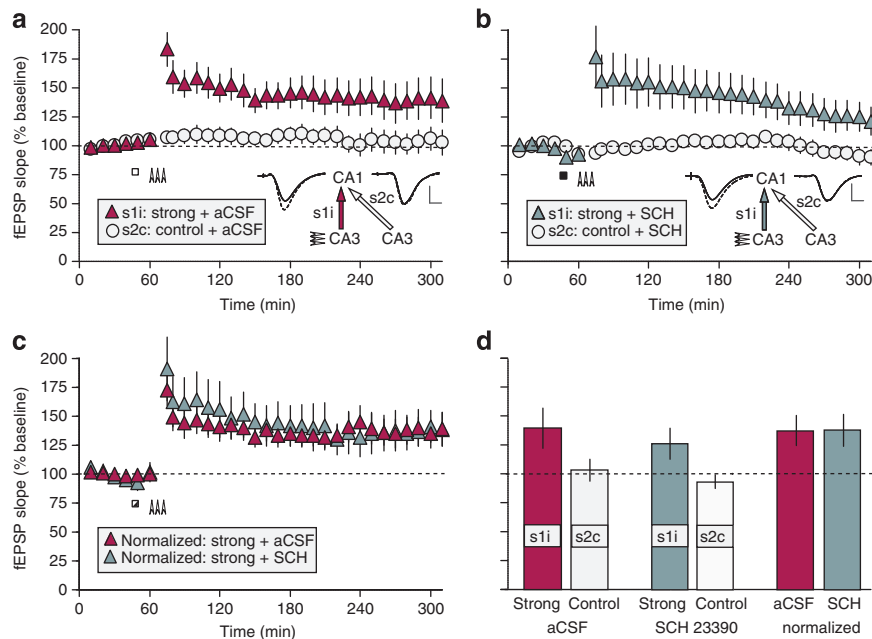 a
fEPSP slope (% baseline)
200
175
150
125
100
75
50
25
0
s1i: strong + aCSF
s2c: control + aCSF
CA1
s1i
s2c
CA3
CA3
0
60
120
180
240
300
Time (min)
b
s1i: strong + SCH
s2c: control + SCH
CA1
s1i
s2c
CA3
CA3
0
60
120
180
240
300
Time (min)
c
fEPSP slope (% baseline)
200
175
150
125
100
75
50
25
0
Normalized: strong + aCSF
Normalized: strong + SCH
0
60
120
180
240
300
Time (min)
d
s1i
s2c
s1i
s2c
Strong Control Strong Control aCSF SCH
aCSF SCH 23390 normalized